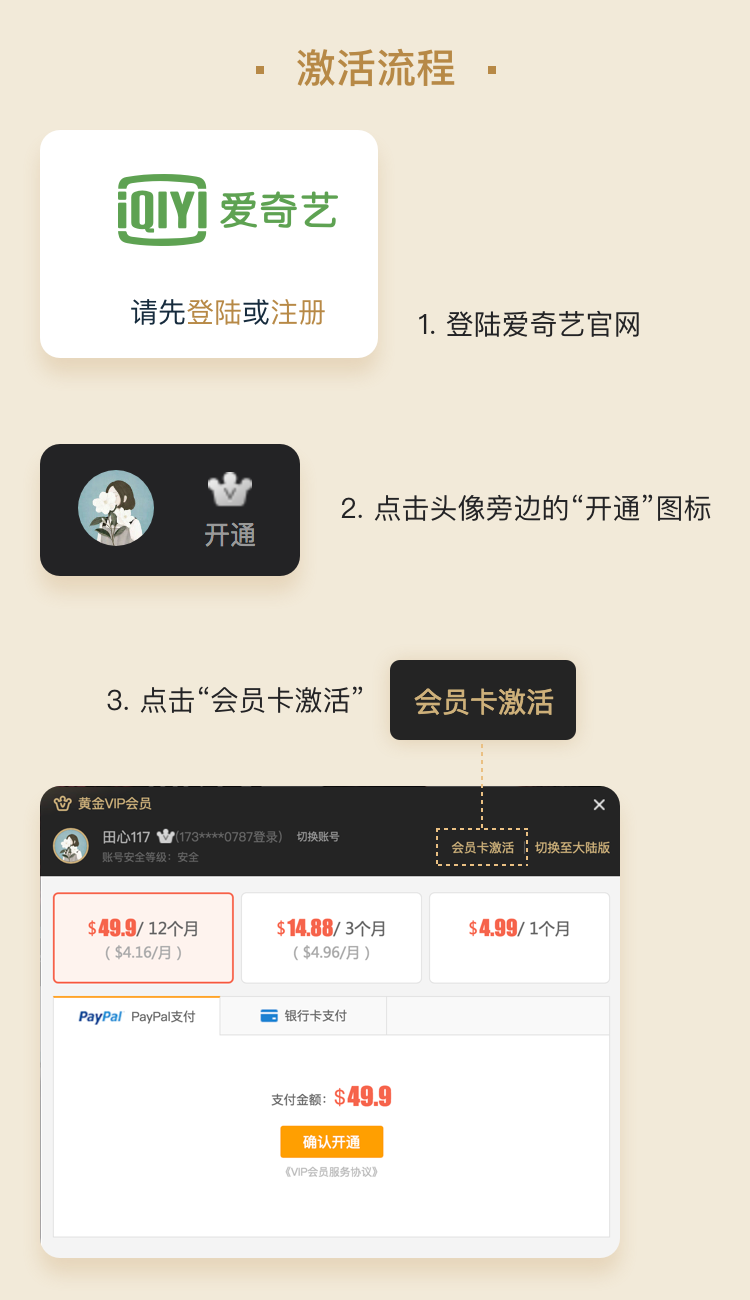 激活流程
iQIYI 爱奇艺
请先登陆或注册
1. 登陆爱奇艺官网
开通
2. 点击头像旁边的“开通”图标
3. 点击“会员卡激活”
会员卡激活
黄金VIP会员
田心117 (173****0787登录) 切换账号
账号安全等级：安全
会员卡激活 切换至大陆版
$49.9/ 12个月
( $4.16/月 )
$14.88/ 3个月
( $4.96/月 )
$4.99/ 1个月
PayPal PayPal支付
银行卡支付
支付金额：$49.9
确认开通
《VIP会员服务协议》